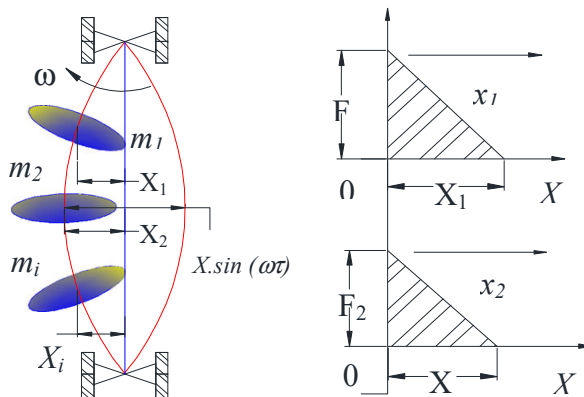 ω
m₁
m₂
X₁
X₂
X.sin (ωτ)
mᵢ
Xᵢ
F
x₁
0
X
X₁
F₂
x₂
0
X
X